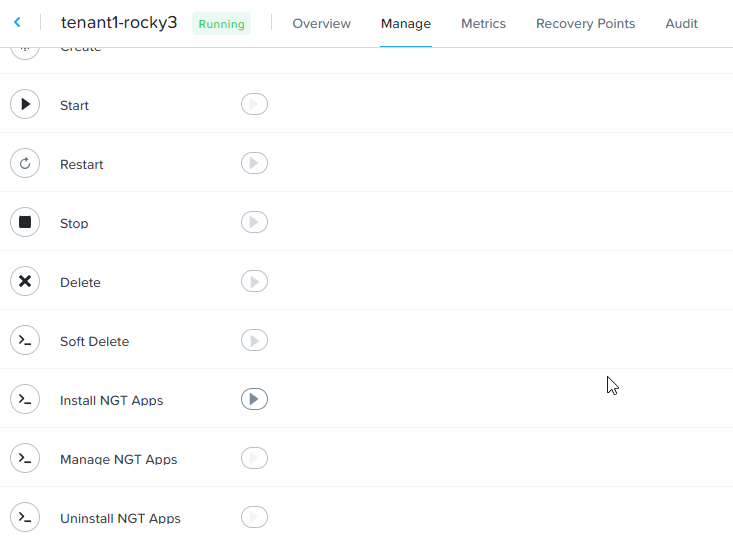 tenant1-rocky3 Running Overview Manage Metrics Recovery Points Audit
Create
Start
Restart
Stop
Delete
Soft Delete
Install NGT Apps
Manage NGT Apps
Uninstall NGT Apps